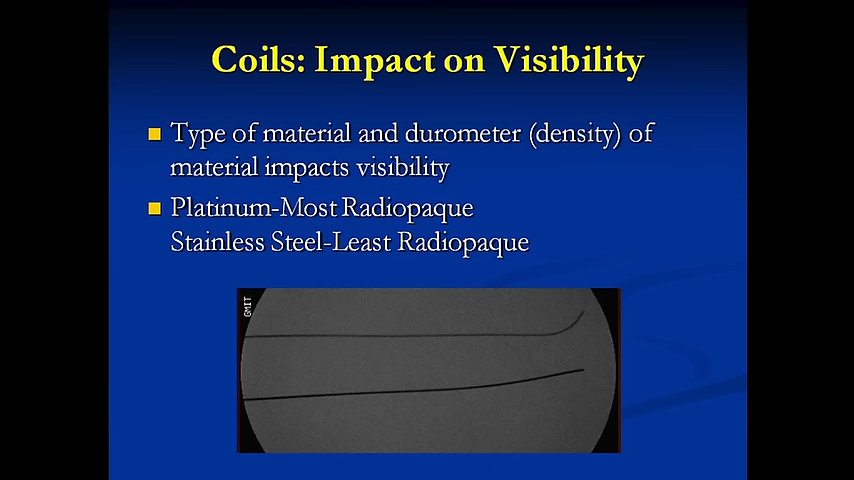 Coils: Impact on Visibility
Type of material and durometer (density) of
material impacts visibility
Platinum-Most Radiopaque
Stainless Steel-Least Radiopaque
GMIT